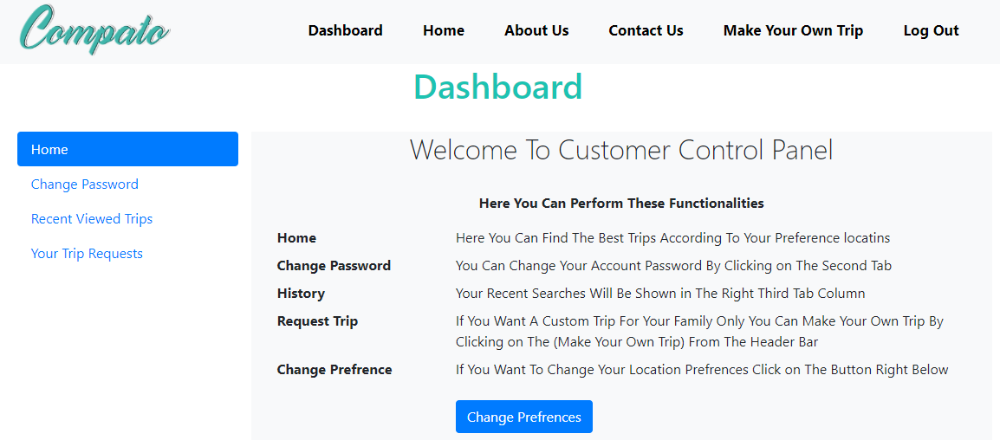 Compato
Dashboard Home About Us Contact Us Make Your Own Trip Log Out
Dashboard
Home
Change Password
Recent Viewed Trips
Your Trip Requests
Welcome To Customer Control Panel
Here You Can Perform These Functionalities
Home Here You Can Find The Best Trips According To Your Preference locatins
Change Password You Can Change Your Account Password By Clicking on The Second Tab
History Your Recent Searches Will Be Shown in The Right Third Tab Column
Request Trip If You Want A Custom Trip For Your Family Only You Can Make Your Own Trip By
Clicking on The (Make Your Own Trip) From The Header Bar
Change Prefrence If You Want To Change Your Location Prefrences Click on The Button Right Below
Change Prefrences